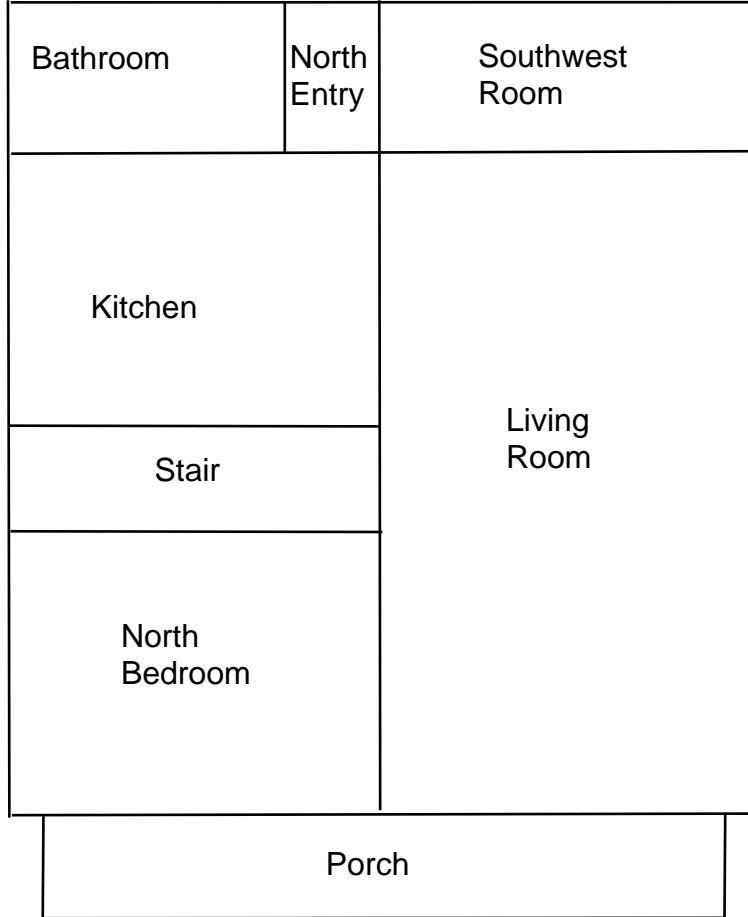 Bathroom
North
Entry
Southwest
Room
Kitchen
Living
Room
Stair
North
Bedroom
Porch